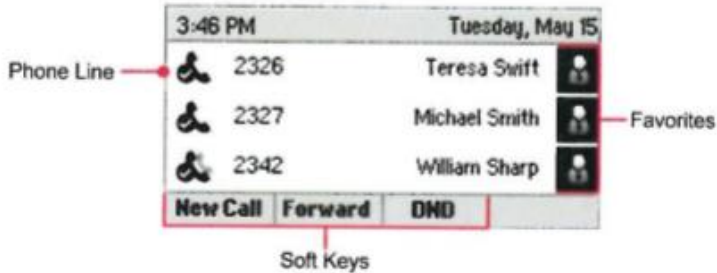 3:46 PM Tuesday, May 15
Phone Line 2326 Teresa Swift
2327 Michael Smith Favorites
2342 William Sharp
New Call Forward DND
Soft Keys